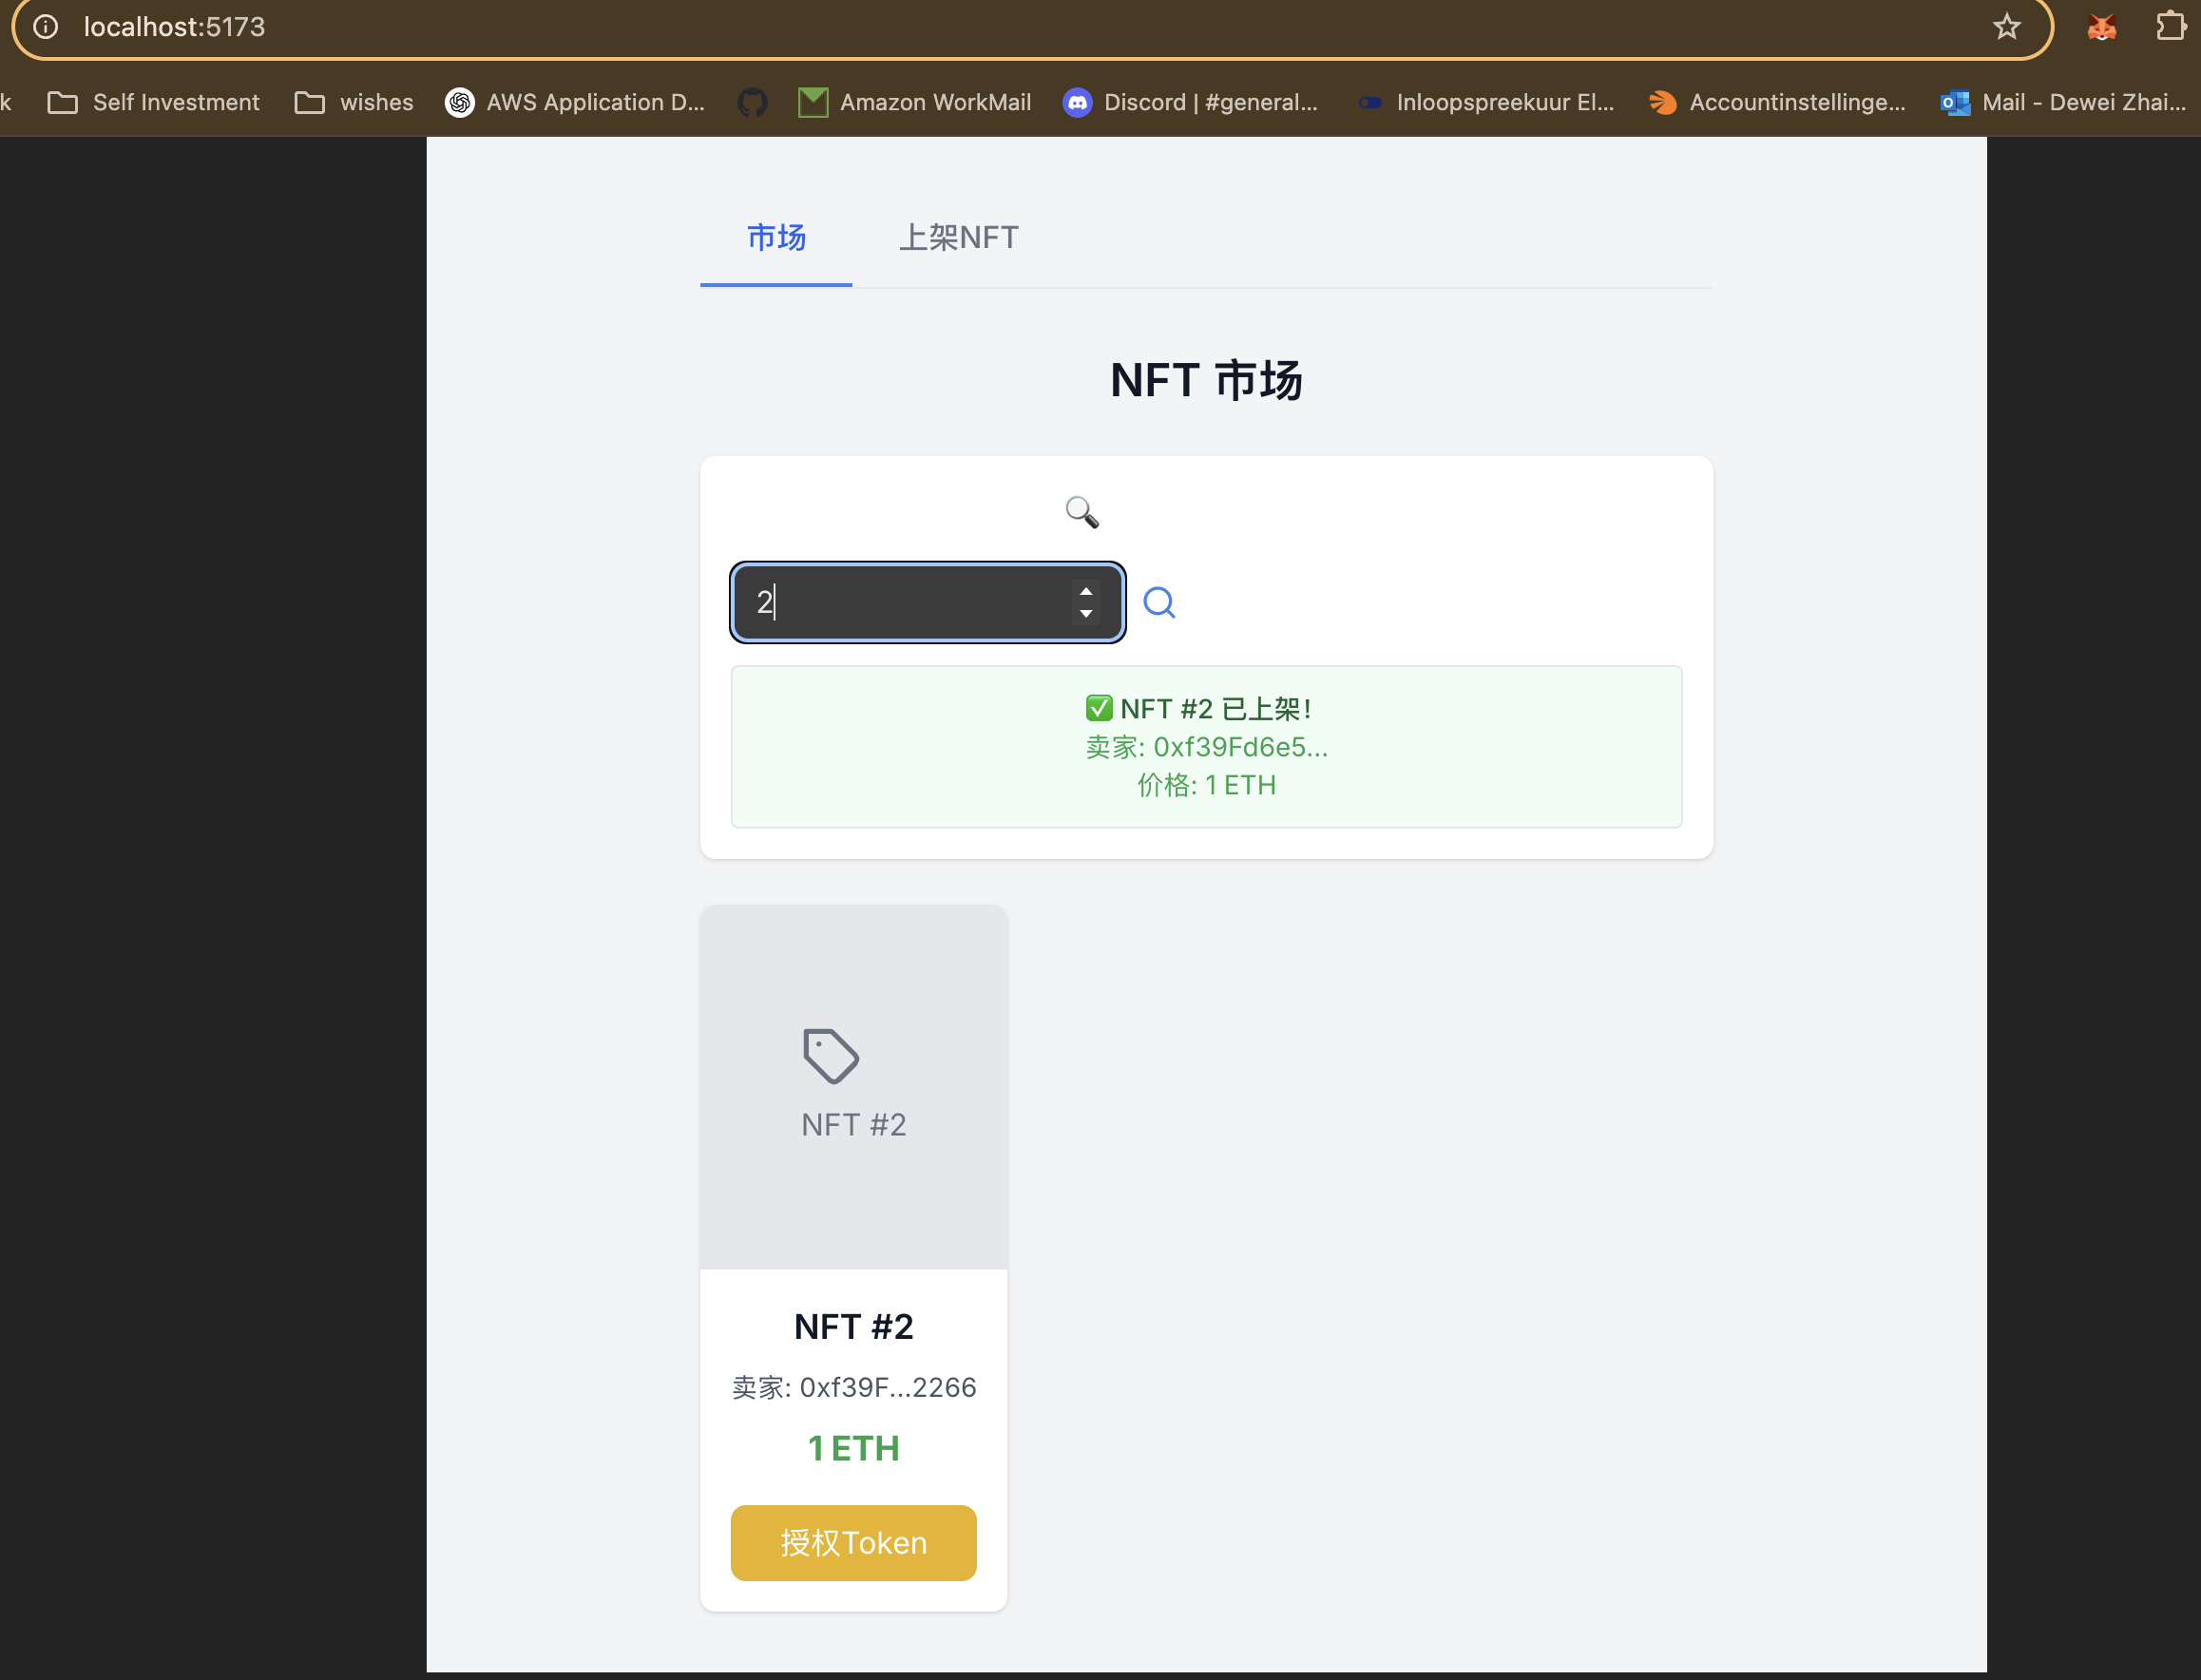 localhost:5173
k Self Investment wishes AWS Application D... Amazon WorkMail Discord | #general... Inloopspreekuur El... Accountinstellinge... Mail - Dewei Zhai...
市场 上架NFT
NFT 市场
2
✅ NFT #2 已上架!
卖家: 0xf39Fd6e5...
价格: 1 ETH
NFT #2
NFT #2
卖家: 0xf39F...2266
1 ETH
授权Token